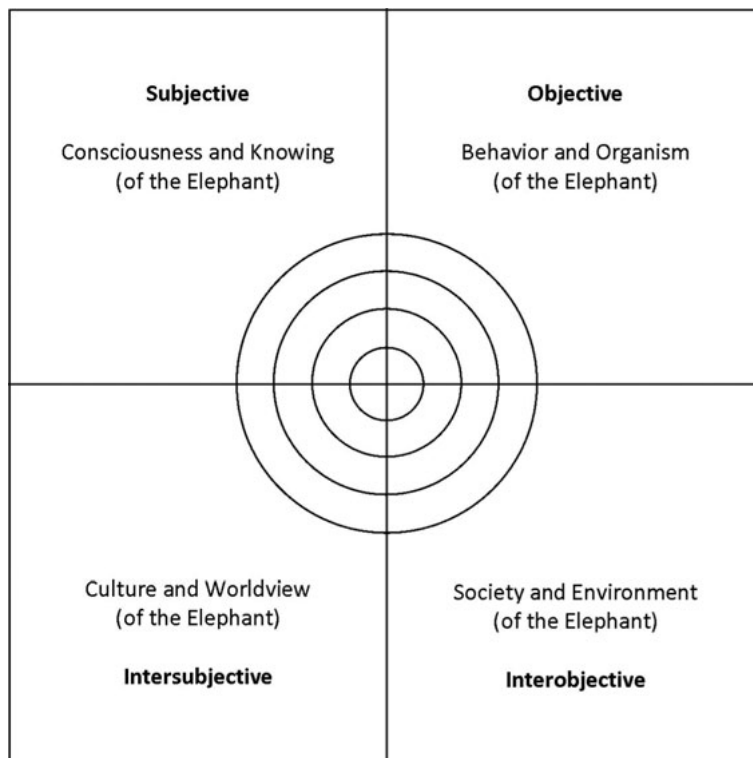 Subjective
Consciousness and Knowing
(of the Elephant)
Objective
Behavior and Organism
(of the Elephant)
Culture and Worldview
(of the Elephant)
Intersubjective
Society and Environment
(of the Elephant)
Interobjective